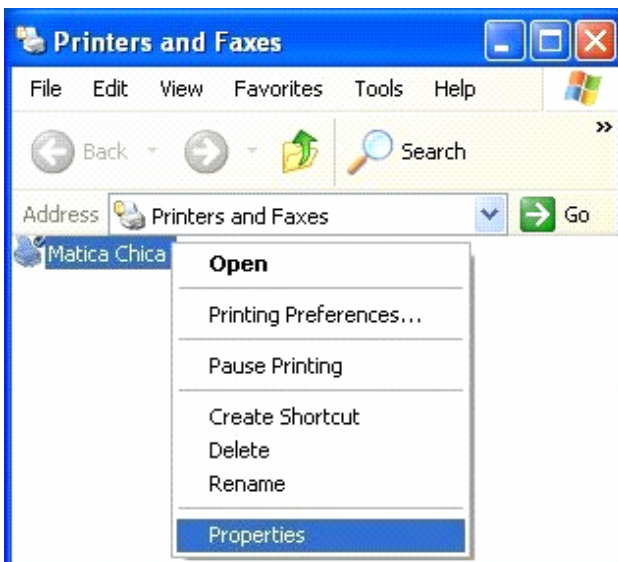 Printers and Faxes
File Edit View Favorites Tools Help
Back Search »
Address Printers and Faxes Go
Matica Chica
Open
Printing Preferences...
Pause Printing
Create Shortcut
Delete
Rename
Properties